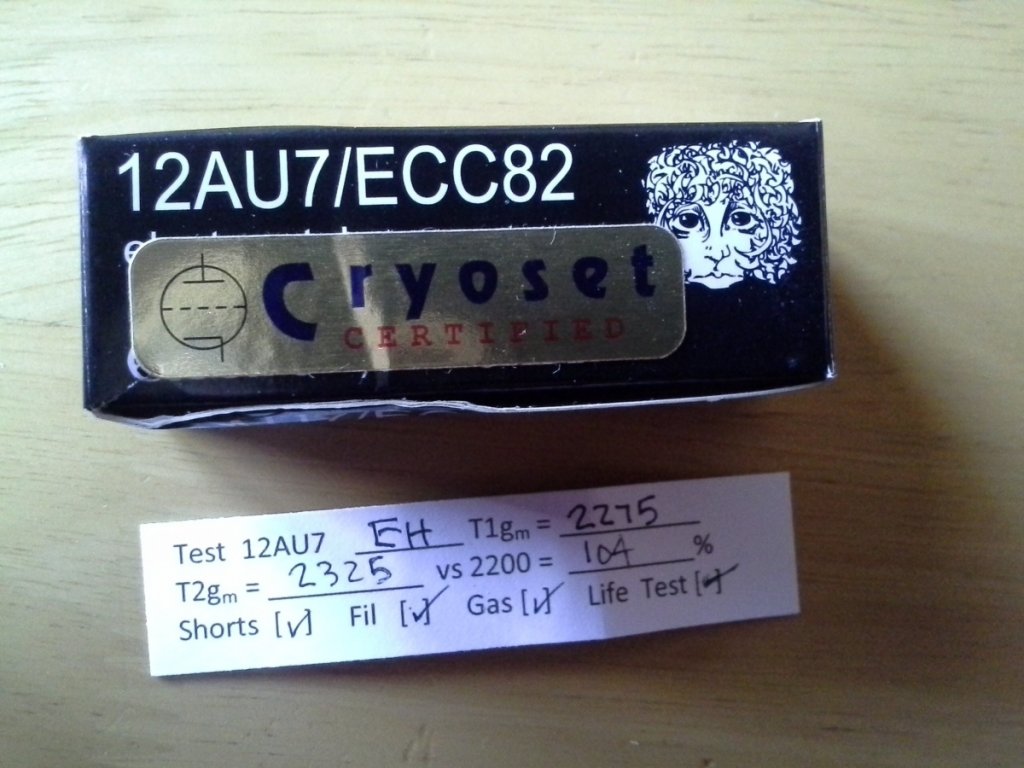 12AU7/ECC82
Cryoset
CERTIFIED
Test 12AU7 EH T1gm = 2275
T2gm = 2325 vs 2200 = 104 %
Shorts [✓] Fil [✓] Gas [✓] Life Test [✓]